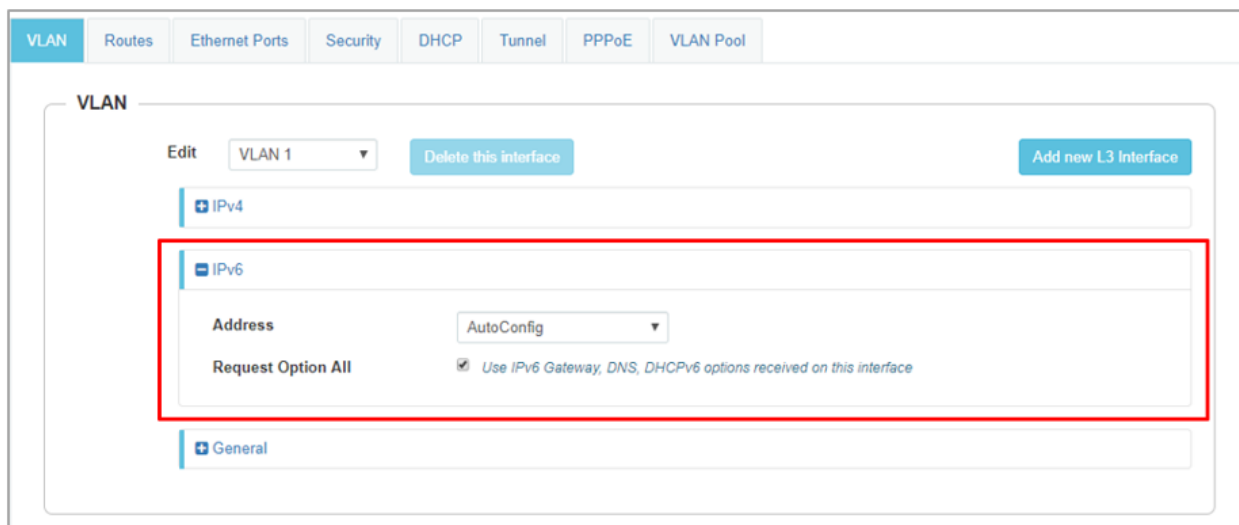 VLAN Routes Ethernet Ports Security DHCP Tunnel PPPoE VLAN Pool
VLAN
Edit VLAN 1 Delete this interface Add new L3 Interface
IPv4
IPv6
Address AutoConfig
Request Option All Use IPv6 Gateway, DNS, DHCPv6 options received on this interface
General